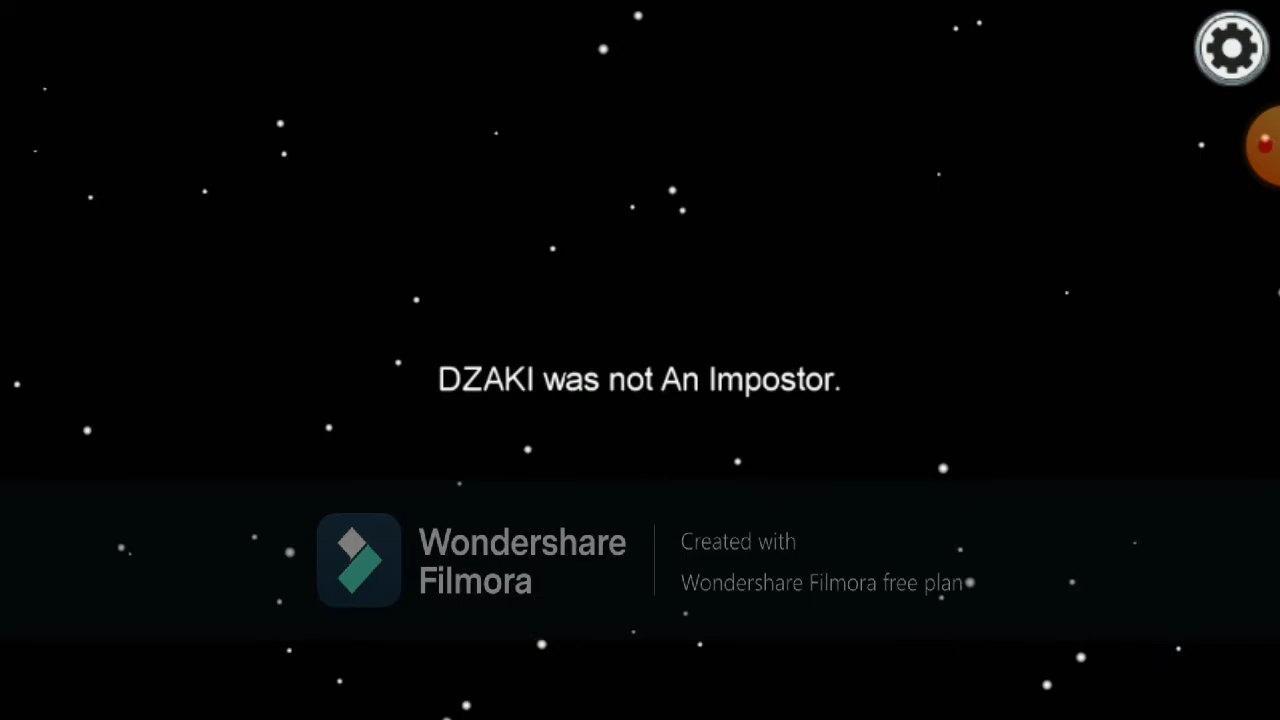 DZAKI was not An Impostor.
Wondershare
Filmora
Created with
Wondershare Filmora free plan